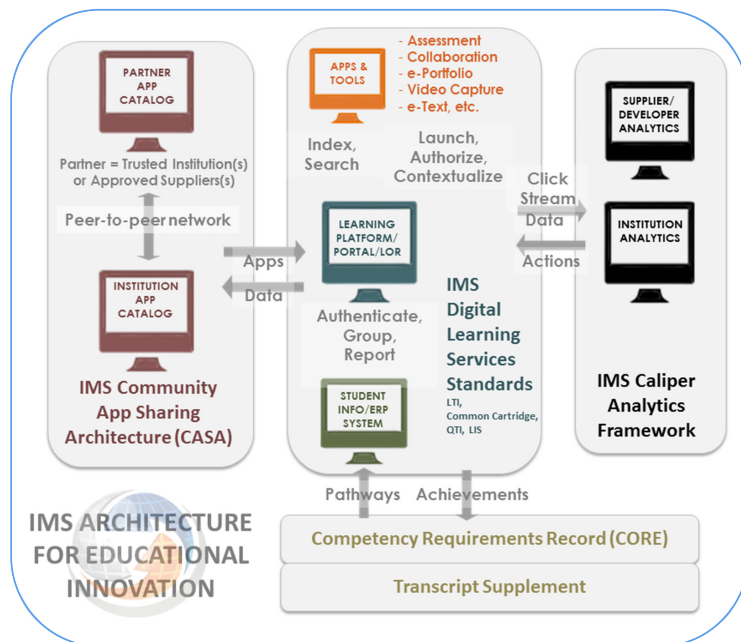 PARTNER
APP
CATALOG
Partner = Trusted Institution(s)
or Approved Suppliers(s)
Peer-to-peer network
INSTITUTION
APP
CATALOG
IMS Community
App Sharing
Architecture (CASA)
Apps
Data
APPS &
TOOLS
- Assessment
- Collaboration
- e-Portfolio
- Video Capture
- e-Text, etc.
Index,
Search
Launch,
Authorize,
Contextualize
LEARNING
PLATFORM/
PORTAL/LOR
Authenticate,
Group,
Report
IMS
Digital
Learning
Services
Standards
LTI,
Common Cartridge,
QTI, LIS
STUDENT
INFO/ERP
SYSTEM
Click
Stream
Data
Actions
SUPPLIER/
DEVELOPER
ANALYTICS
INSTITUTION
ANALYTICS
IMS Caliper
Analytics
Framework
Pathways
Achievements
IMS ARCHITECTURE
FOR EDUCATIONAL
INNOVATION
Competency Requirements Record (CORE)
Transcript Supplement